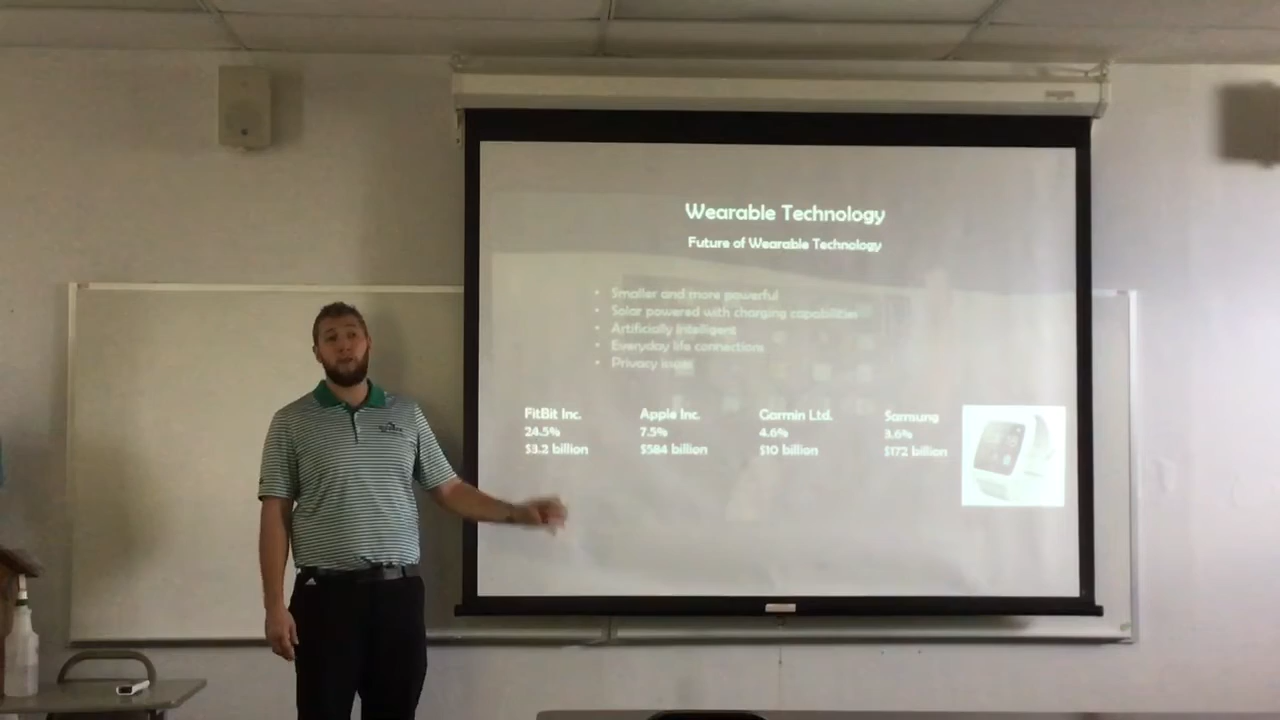 Wearable Technology
Future of Wearable Technology
• Smaller and more powerful
• Solar powered with charging capabilities
• Artificially Intelligent
• Everyday life connections
• Privacy issues
FitBit Inc.
24.5%
$3.2 billion
Apple Inc.
7.5%
$584 billion
Garmin Ltd.
4.6%
$10 billion
Samsung
3.6%
$172 billion